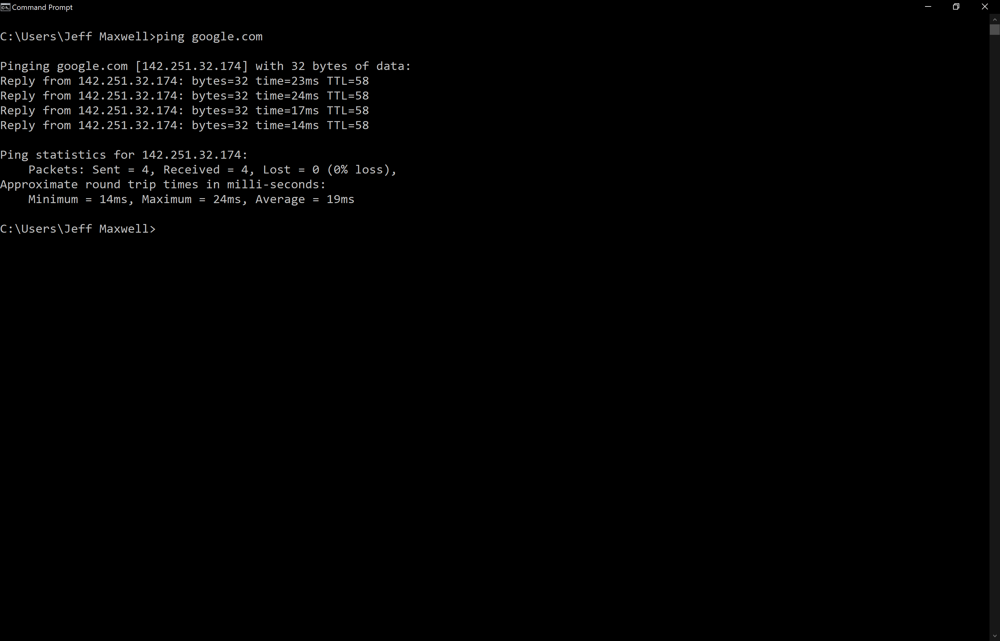 Command Prompt
C:\Users\Jeff Maxwell>ping google.com
Pinging google.com [142.251.32.174] with 32 bytes of data:
Reply from 142.251.32.174: bytes=32 time=23ms TTL=58
Reply from 142.251.32.174: bytes=32 time=24ms TTL=58
Reply from 142.251.32.174: bytes=32 time=17ms TTL=58
Reply from 142.251.32.174: bytes=32 time=14ms TTL=58
Ping statistics for 142.251.32.174:
    Packets: Sent = 4, Received = 4, Lost = 0 (0% loss),
Approximate round trip times in milli-seconds:
    Minimum = 14ms, Maximum = 24ms, Average = 19ms
C:\Users\Jeff Maxwell>